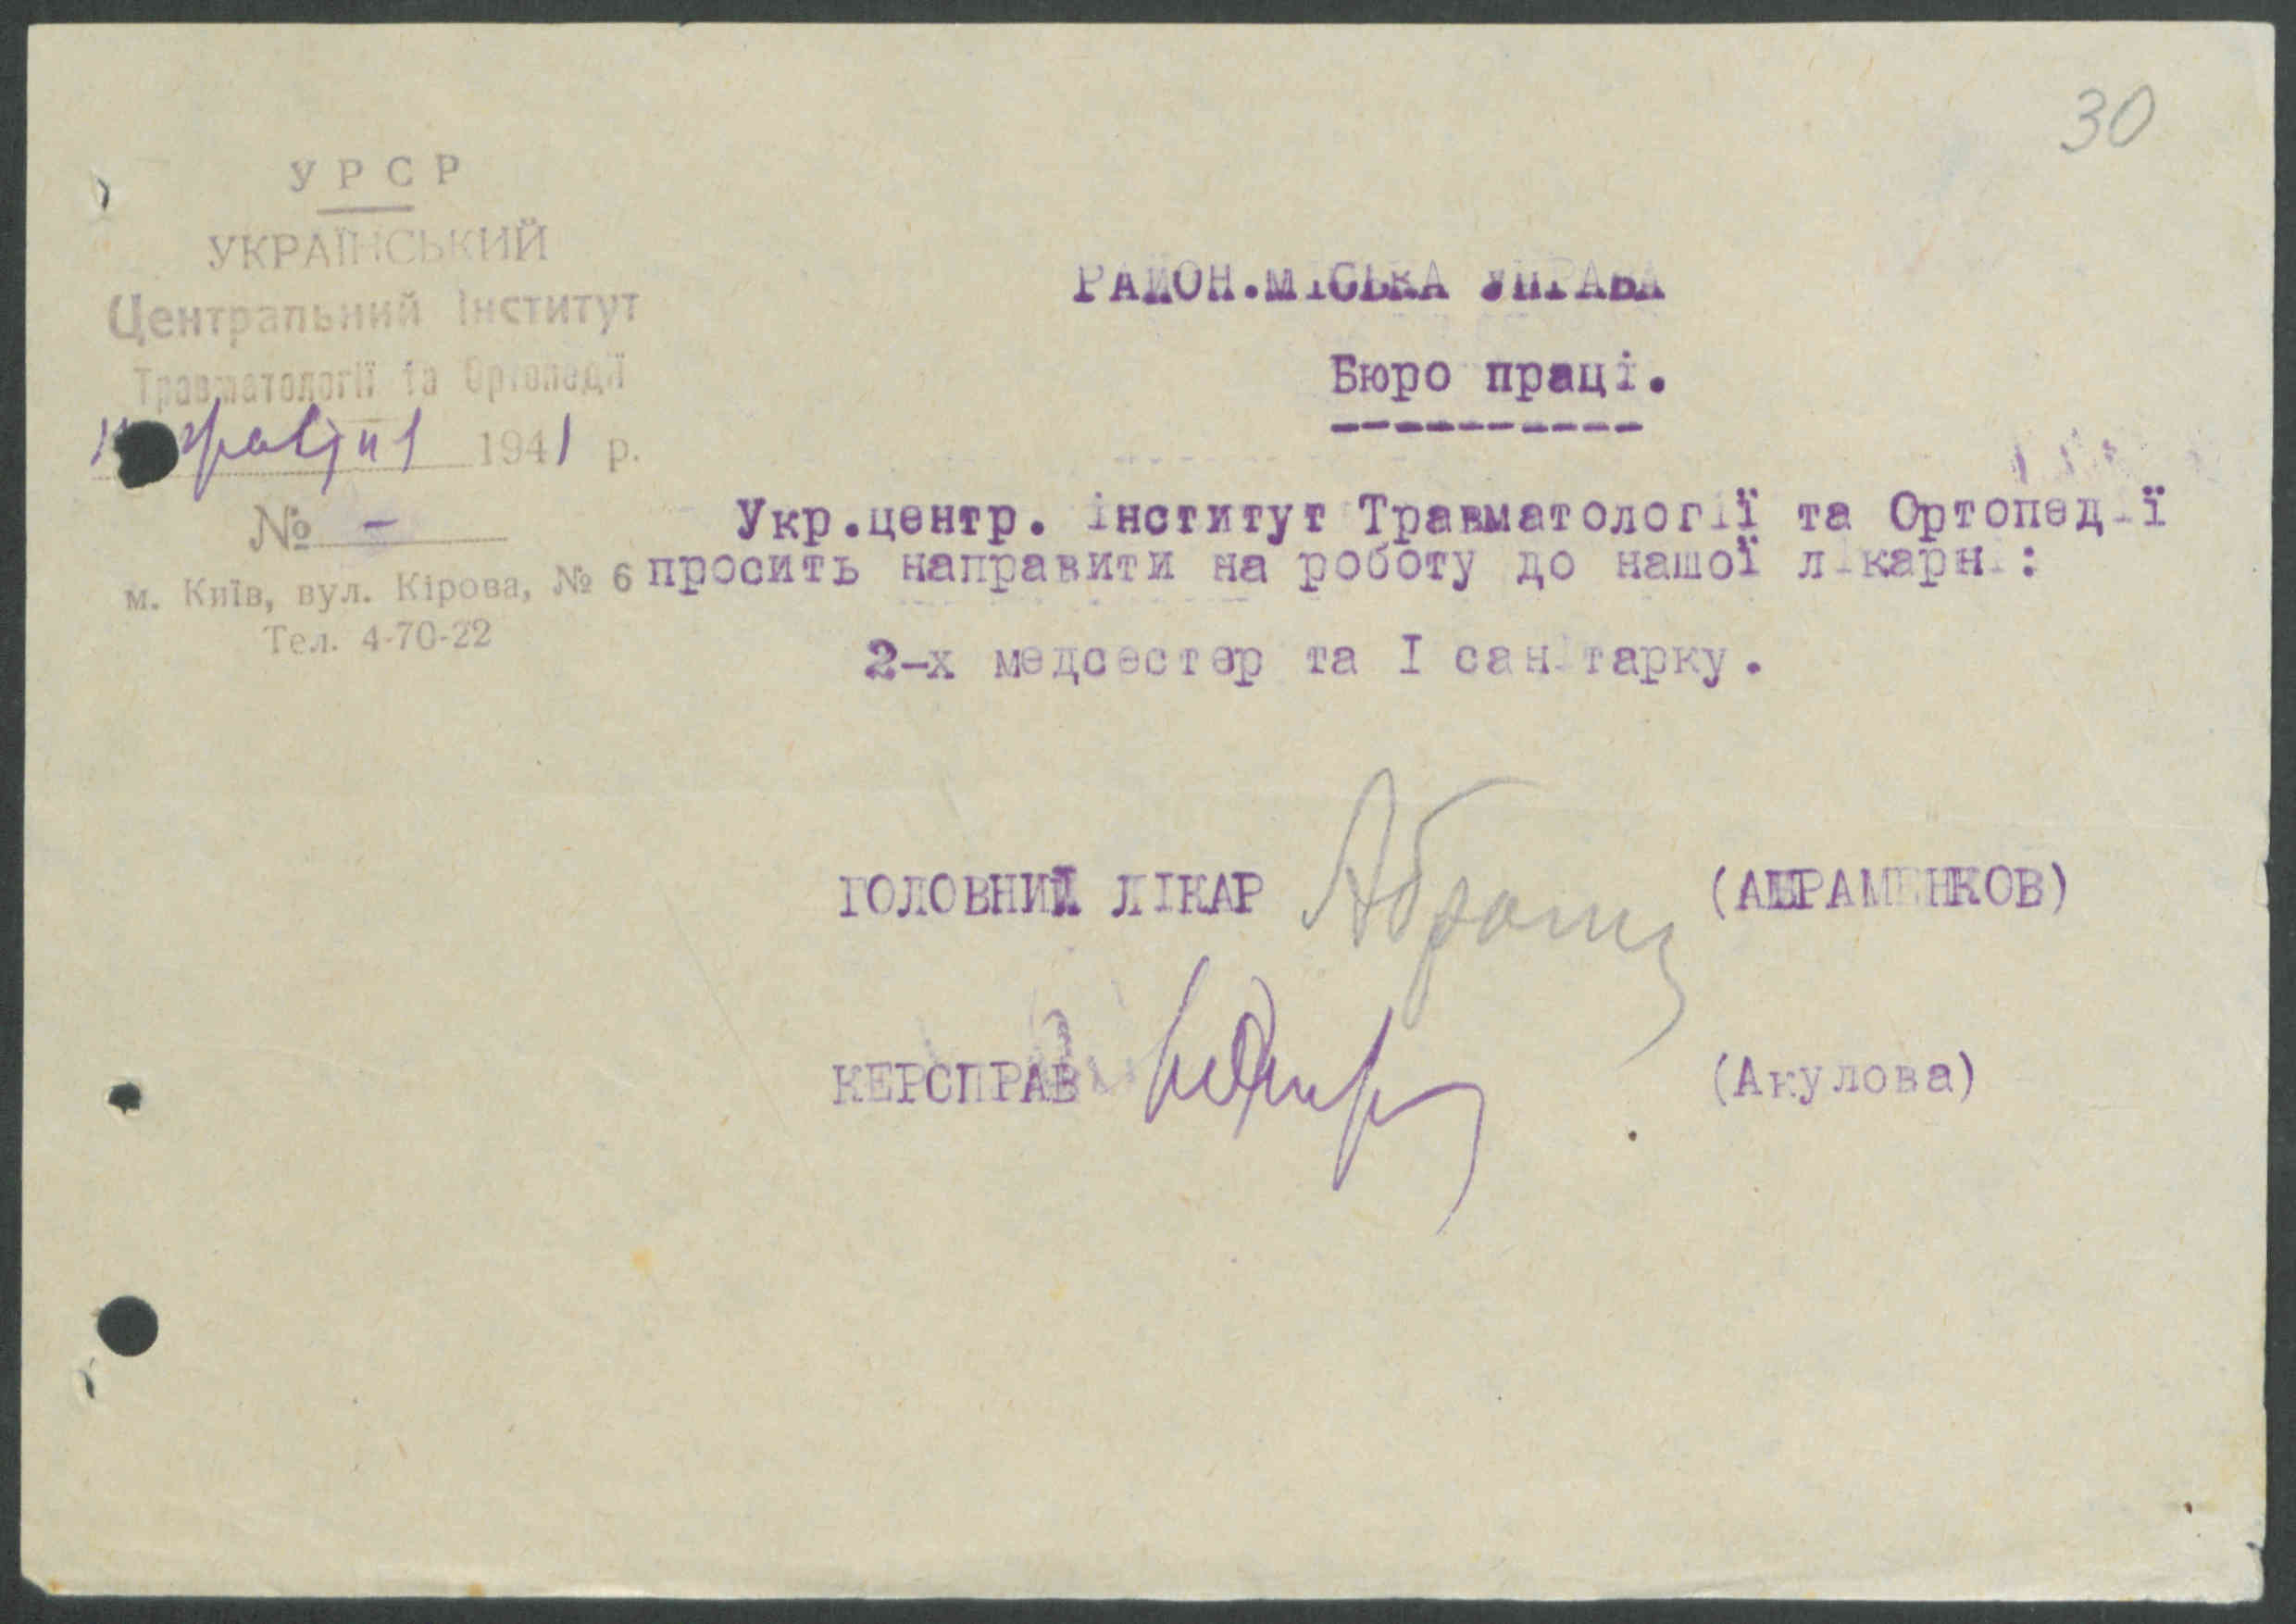 30
У Р С Р
УКРАЇНСЬКИЙ
Центральний Інститут
Травматології та Ортопедії
1941 р.
№ -
м. Київ, вул. Кірова, № 6
Тел. 4-70-22
РАЙОН.МІСЬКА УПРАВА
Бюро праці.
Укр.центр. інститут Травматології та Ортопедії
просить направити на роботу до нашої лікарні:
2-х медсестер та І санітарку.
ГОЛОВНИЙ ЛІКАР (АБРАМЕНКОВ)
КЕРСПРАВ (Акулова)